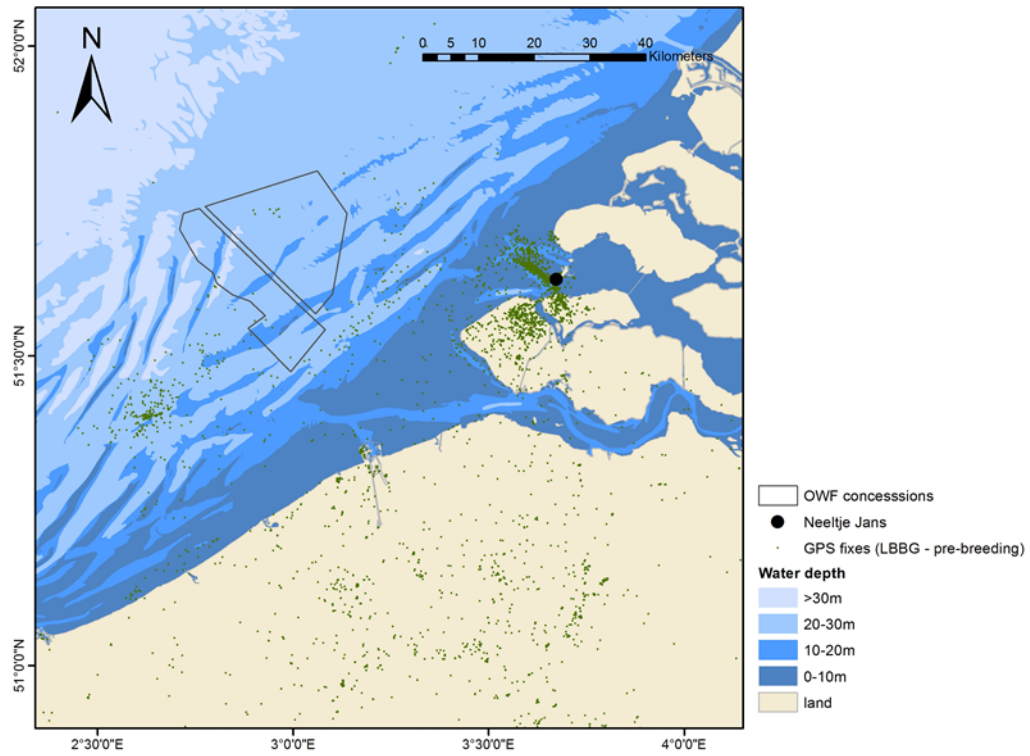 N
0 5 10 20 30 40
Kilometers
52°0'0"N
51°30'0"N
51°0'0"N
2°30'0"E 3°0'0"E 3°30'0"E 4°0'0"E
OWF concesssions
Neeltje Jans
GPS fixes (LBBG - pre-breeding)
Water depth
>30m
20-30m
10-20m
0-10m
land